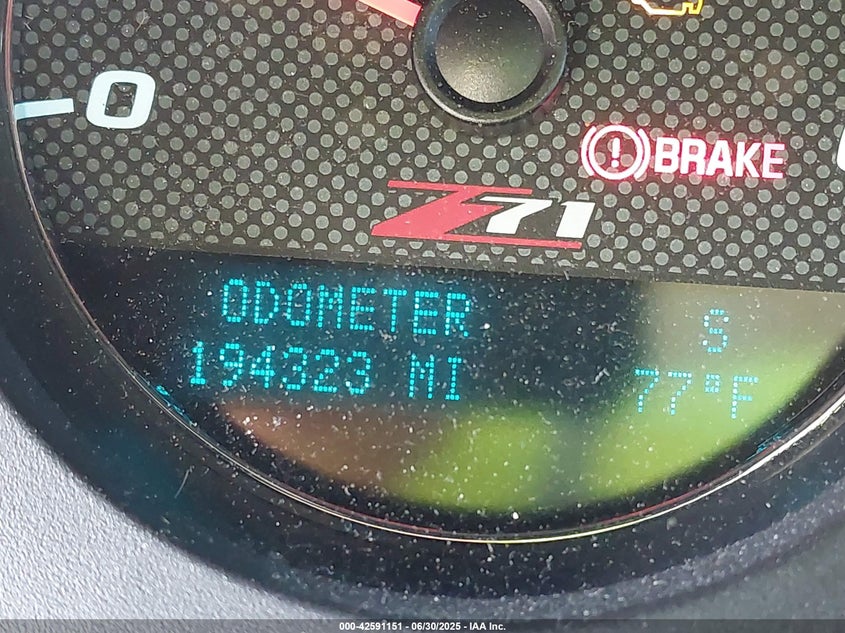 0
BRAKE
Z71
ODOMETER
S
194323 MI
77°F
000-42591151 - 06/30/2025 - IAA Inc.